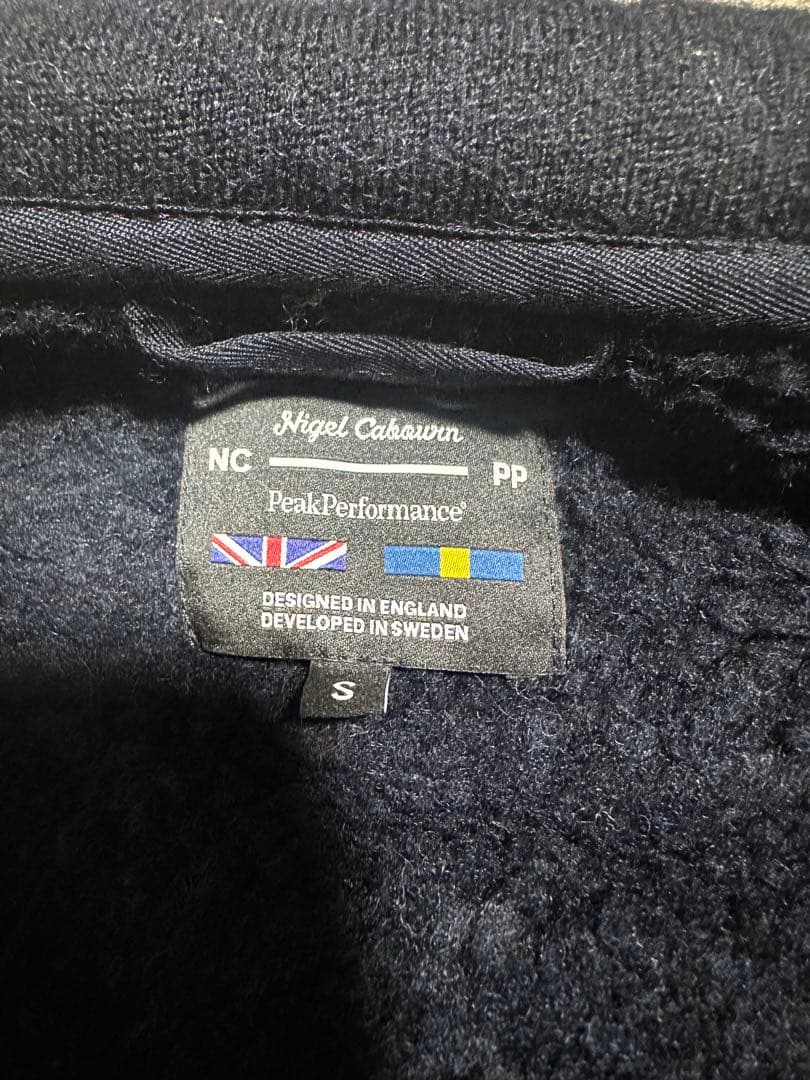 Nigel Cabourn
NC PP
PeakPerformance®
DESIGNED IN ENGLAND
DEVELOPED IN SWEDEN
S